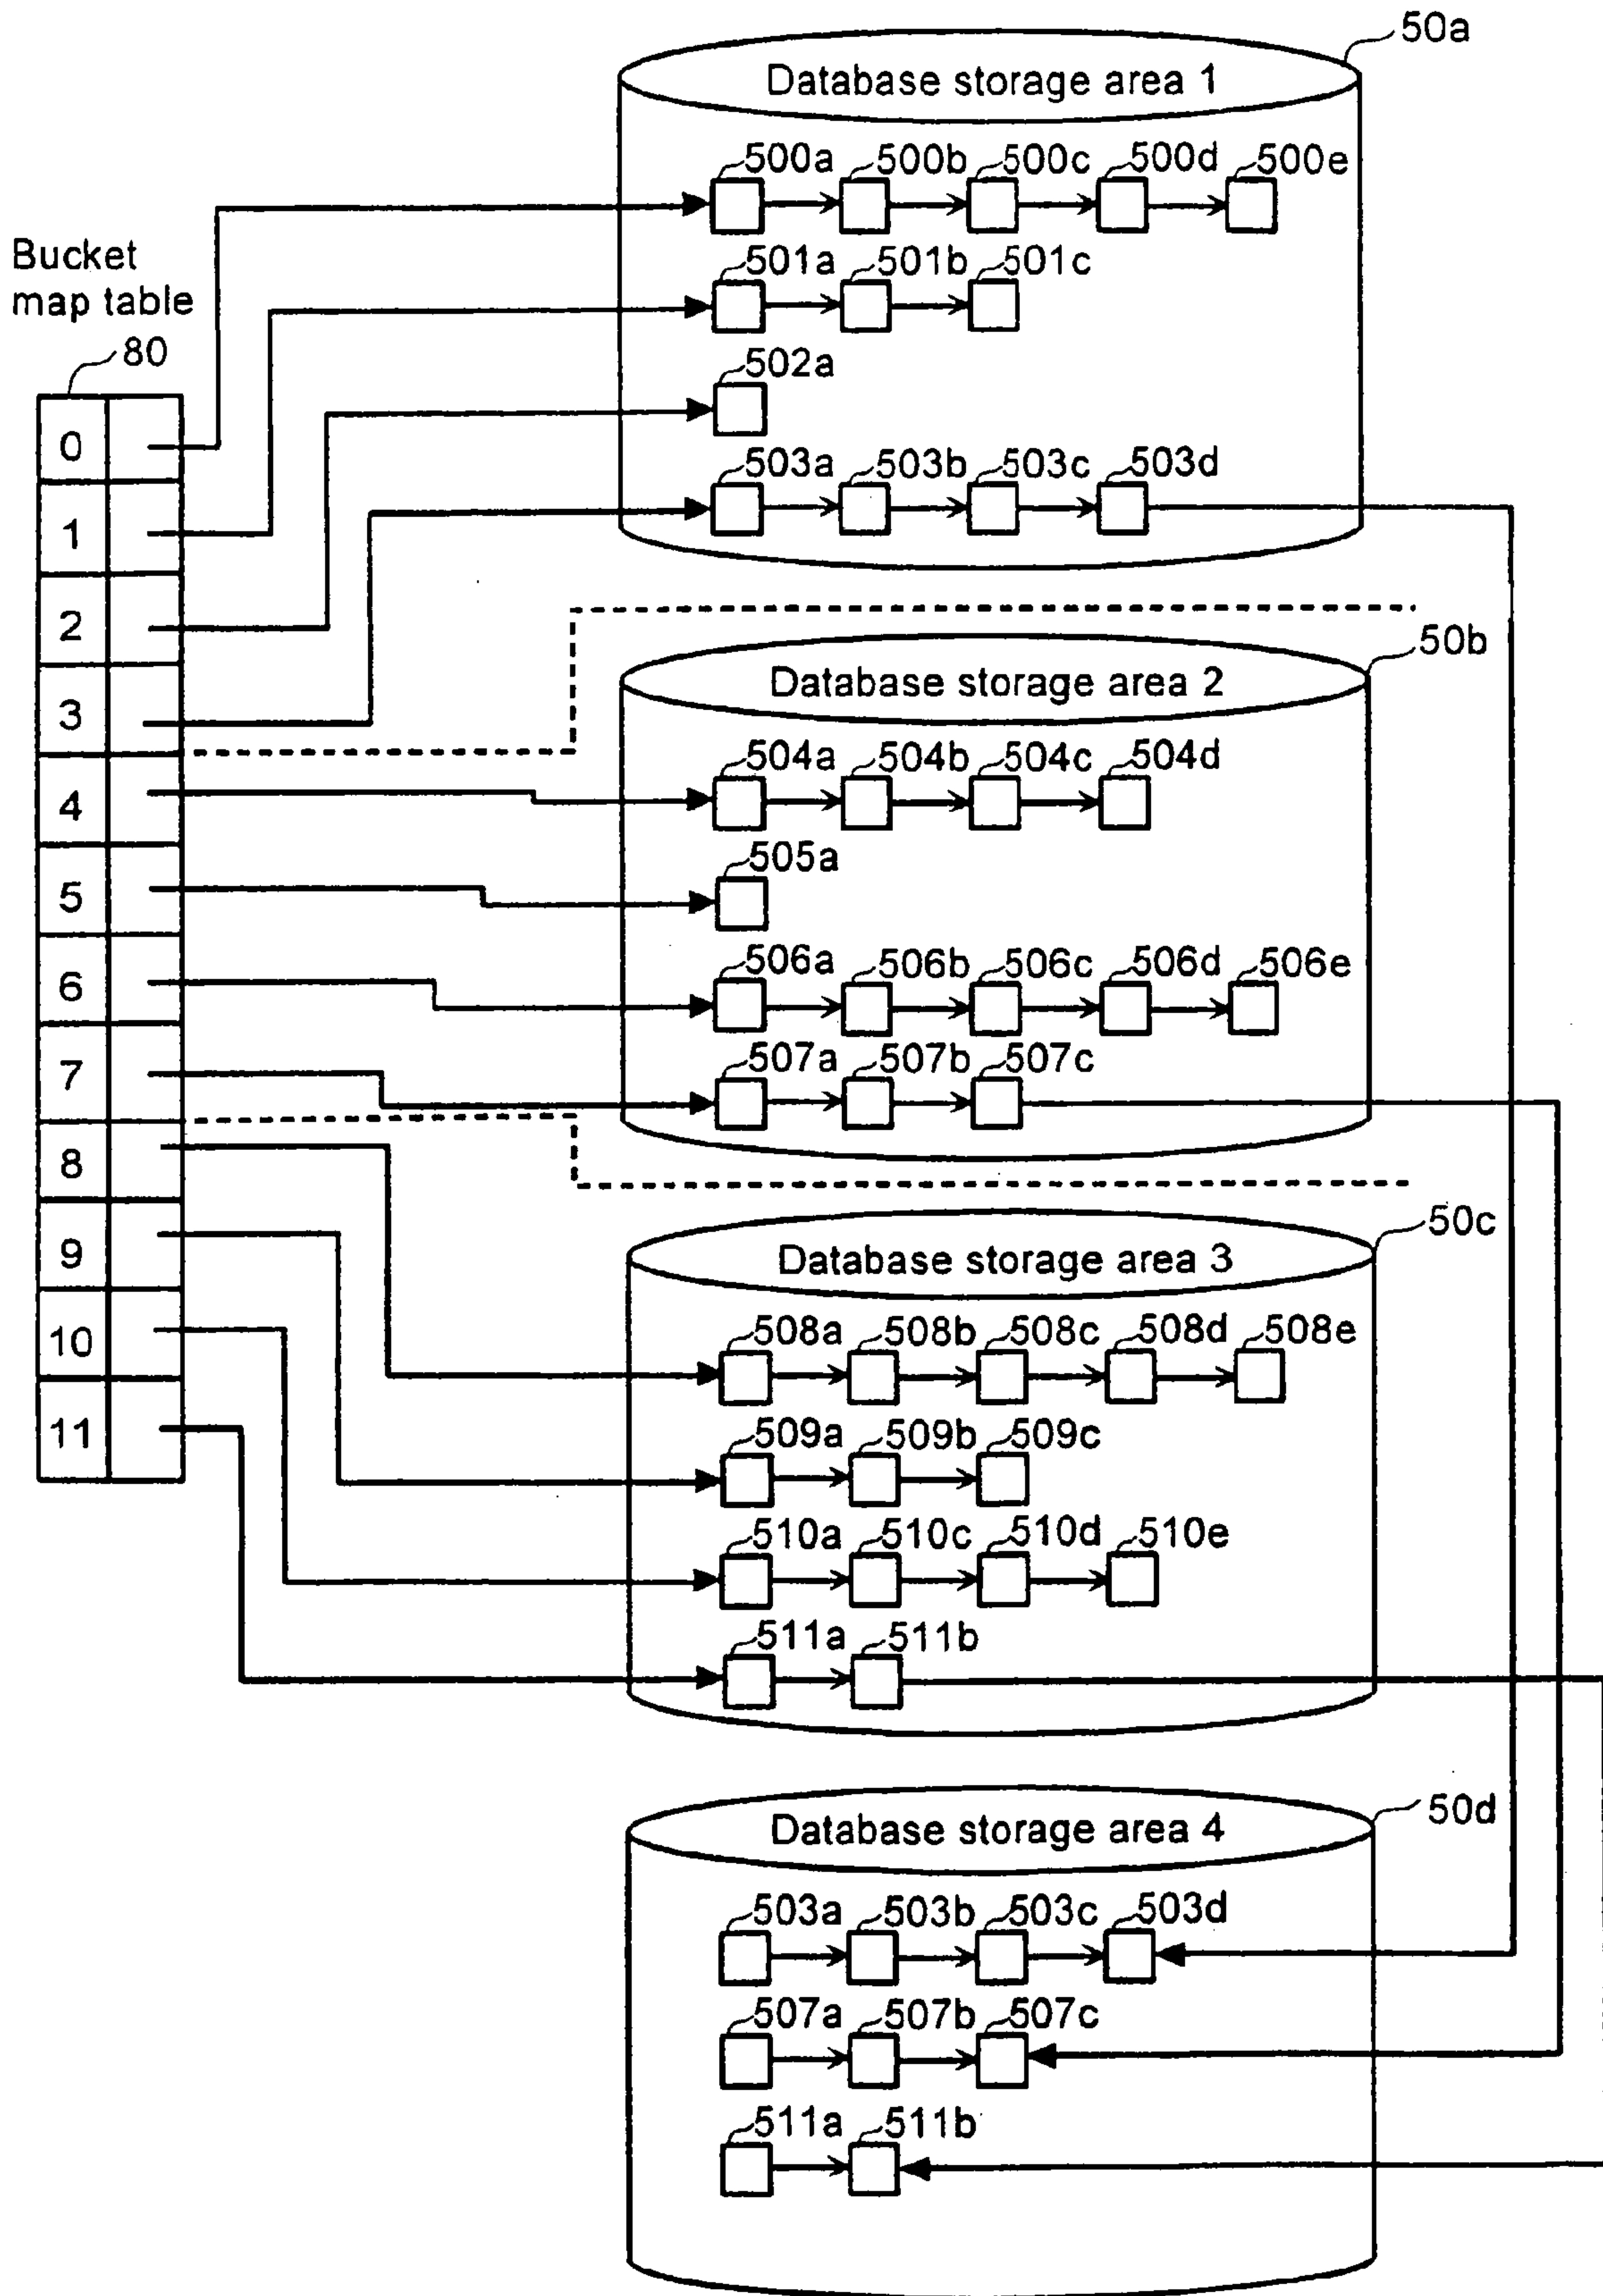 50a
Database storage area 1
500a 500b 500c 500d 500e
Bucket
map table
501a 501b 501c
80
502a
0
503a 503b 503c 503d
1
2
50b
3
Database storage area 2
504a 504b 504c 504d
4
505a
5
506a 506b 506c 506d 506e
6
507a 507b 507c
7
8
50c
9
Database storage area 3
10
508a 508b 508c 508d 508e
11
509a 509b 509c
510a 510c 510d 510e
511a 511b
50d
Database storage area 4
503a 503b 503c 503d
507a 507b 507c
511a 511b